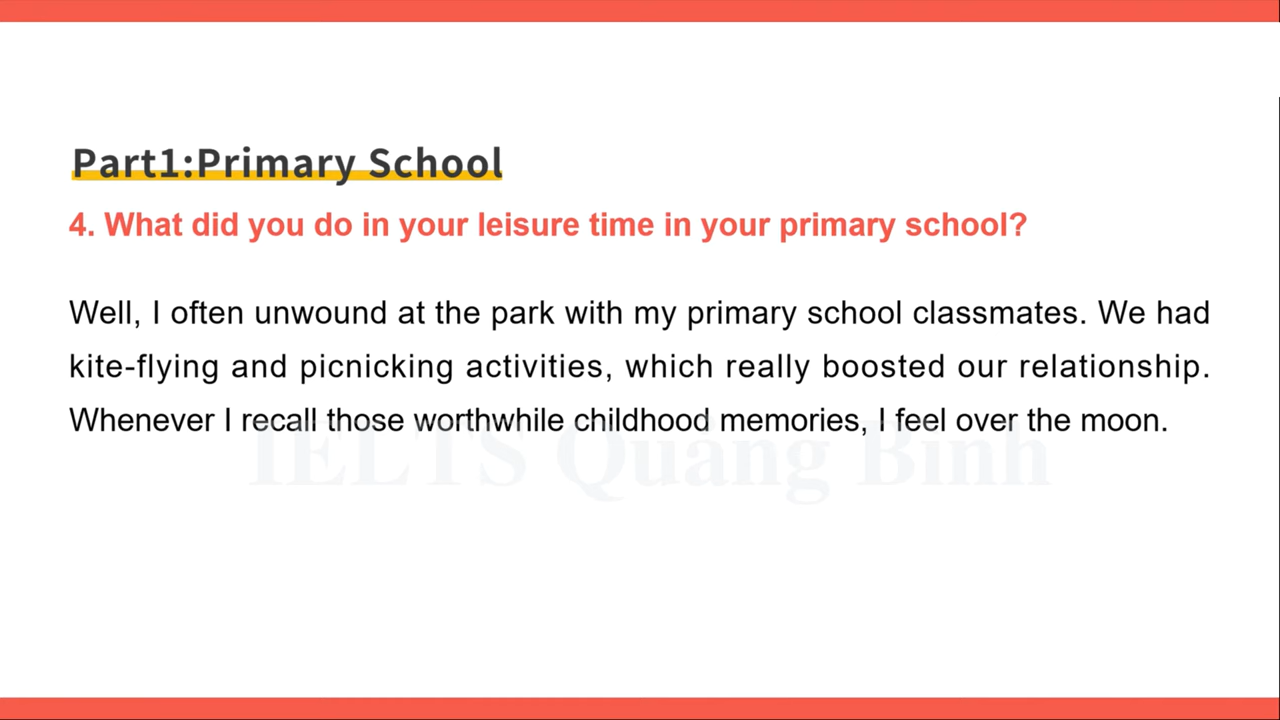 Part1:Primary School
4. What did you do in your leisure time in your primary school?
Well, I often unwound at the park with my primary school classmates. We had
kite-flying and picnicking activities, which really boosted our relationship.
Whenever I recall those worthwhile childhood memories, I feel over the moon.
IELTS Quang Binh